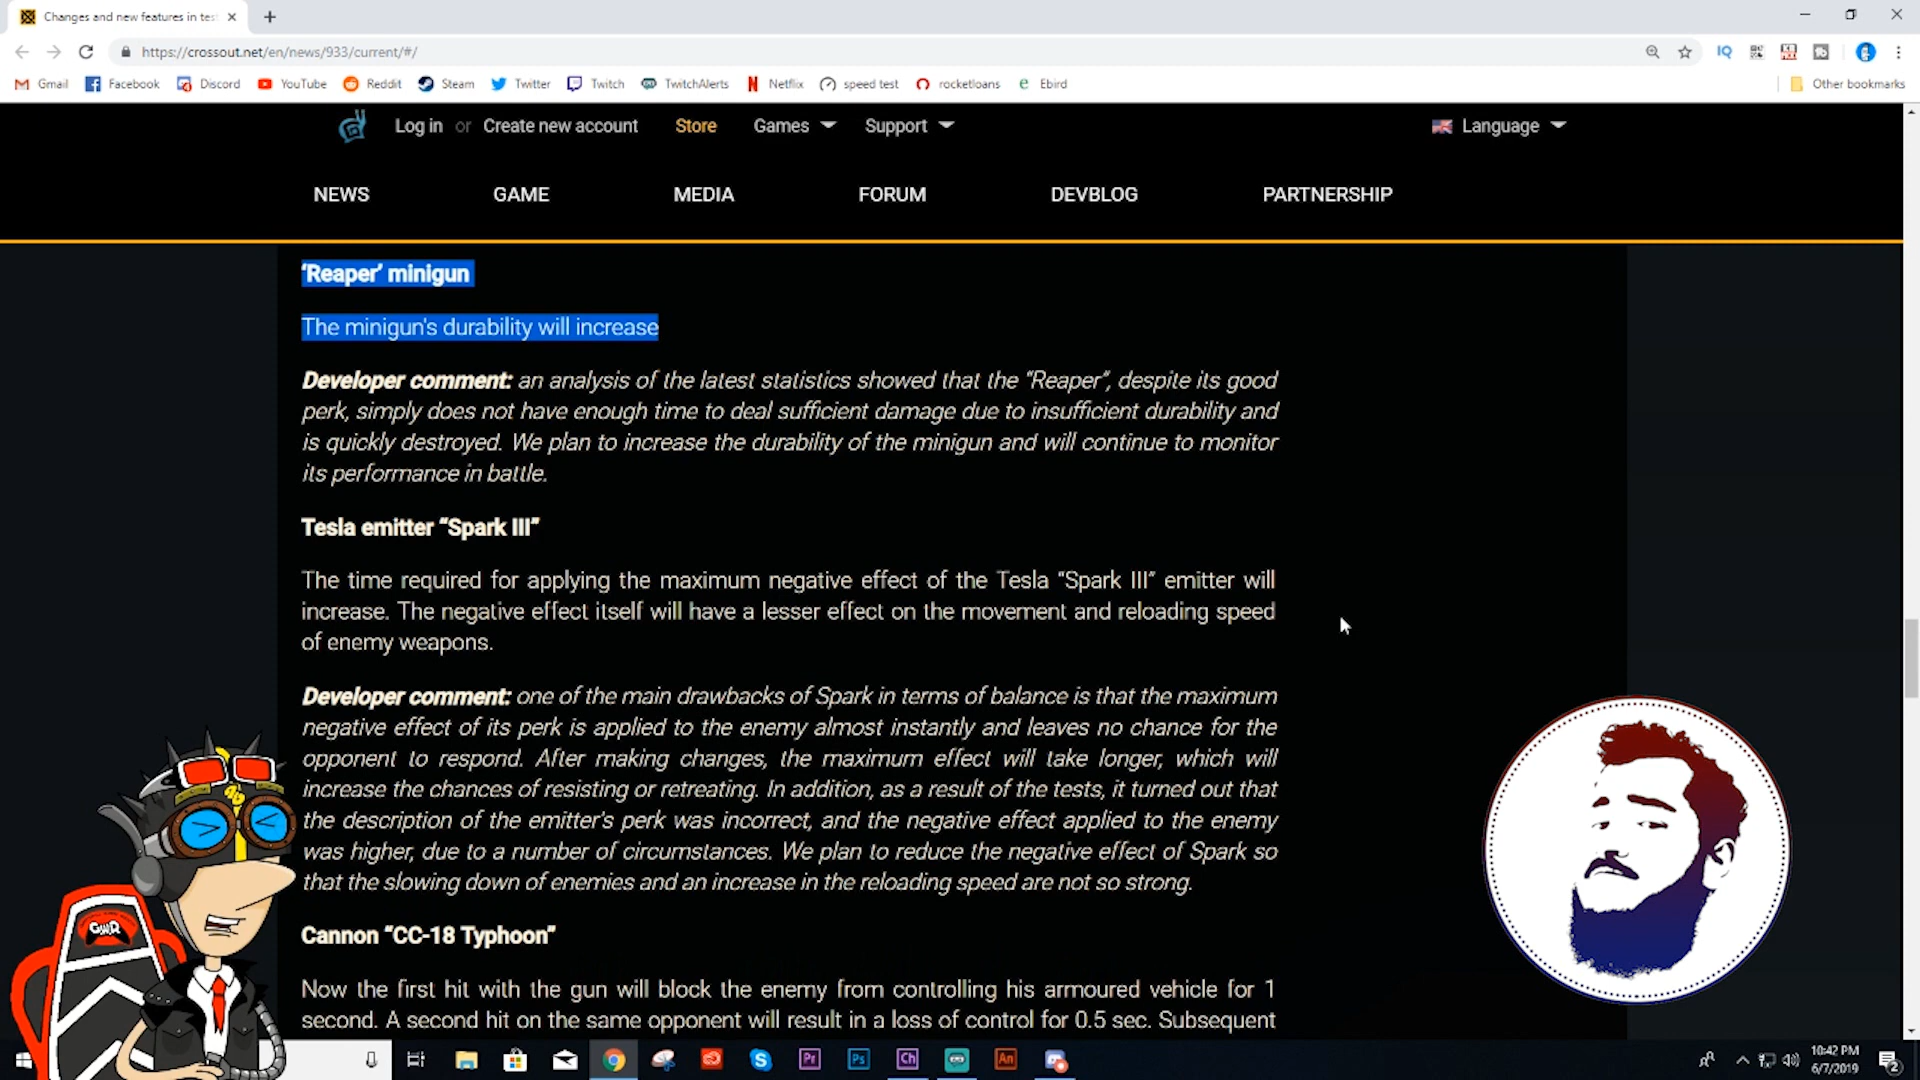 Changes and new features in tes
https://crossout.net/en/news/933/current/#/
IQ
Gmail Facebook Discord YouTube Reddit Steam Twitter Twitch TwitchAlerts Netflix speed test rocketloans Ebird Other bookmarks
Log in or Create new account Store Games Support Language
NEWS GAME MEDIA FORUM DEVBLOG PARTNERSHIP
‘Reaper’ minigun
The minigun's durability will increase
Developer comment: an analysis of the latest statistics showed that the “Reaper”, despite its good
perk, simply does not have enough time to deal sufficient damage due to insufficient durability and
is quickly destroyed. We plan to increase the durability of the minigun and will continue to monitor
its performance in battle.
Tesla emitter “Spark III”
The time required for applying the maximum negative effect of the Tesla “Spark III” emitter will
increase. The negative effect itself will have a lesser effect on the movement and reloading speed
of enemy weapons.
Developer comment: one of the main drawbacks of Spark in terms of balance is that the maximum
negative effect of its perk is applied to the enemy almost instantly and leaves no chance for the
opponent to respond. After making changes, the maximum effect will take longer, which will
increase the chances of resisting or retreating. In addition, as a result of the tests, it turned out that
the description of the emitter's perk was incorrect, and the negative effect applied to the enemy
was higher, due to a number of circumstances. We plan to reduce the negative effect of Spark so
that the slowing down of enemies and an increase in the reloading speed are not so strong.
Cannon “CC-18 Typhoon”
Now the first hit with the gun will block the enemy from controlling his armoured vehicle for 1
second. A second hit on the same opponent will result in a loss of control for 0.5 sec. Subsequent
GWR
Pr Ps Ch An
10:42 PM
6/7/2019
2